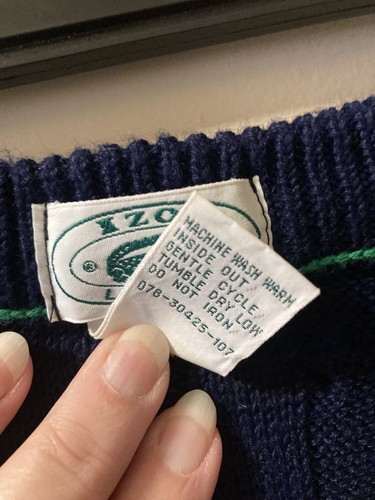 IZO
®
L
MACHINE WASH WARM
INSIDE OUT
GENTLE CYCLE
TUMBLE DRY LOW
DO NOT IRON
078-30425-107